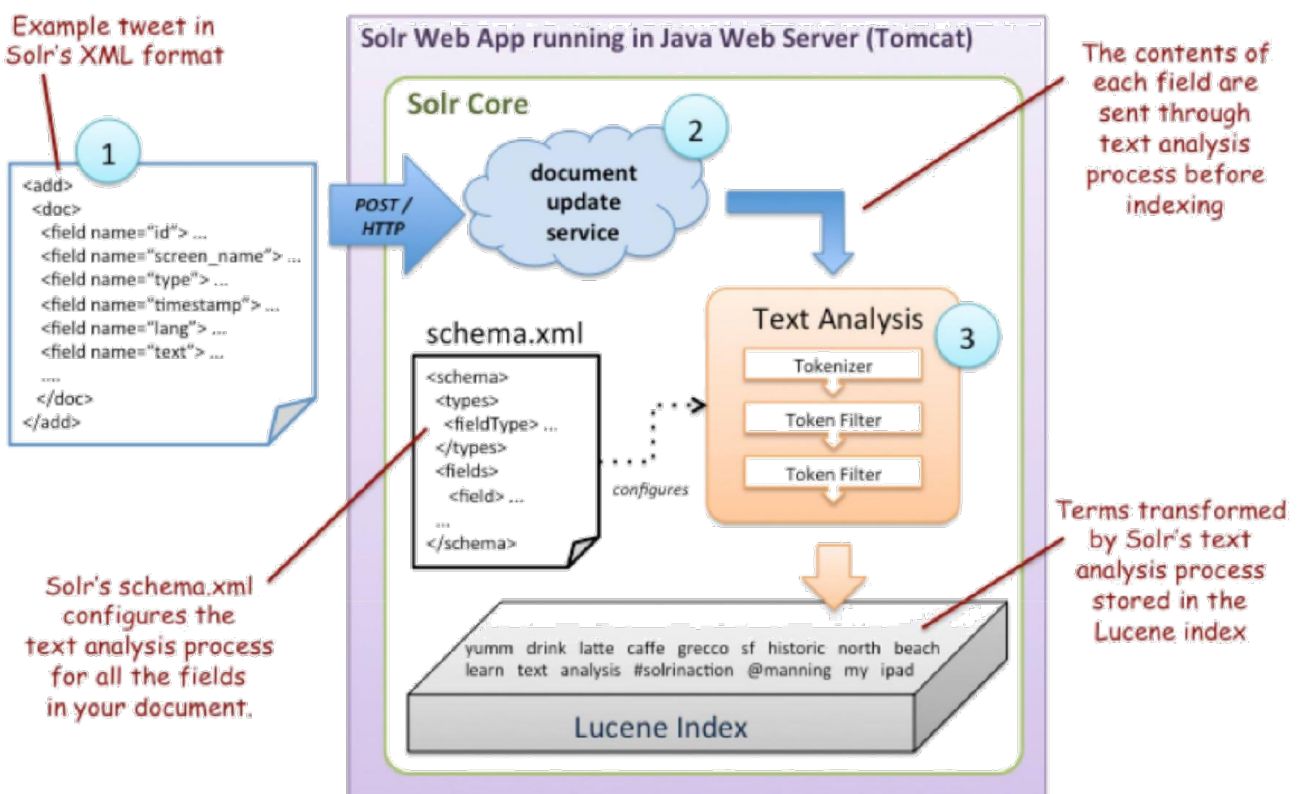 Example tweet in
Solr's XML format
1
<add>
<doc>
<field name="id"> ...
<field name="screen_name"> ...
<field name="type"> ...
<field name="timestamp"> ...
<field name="lang"> ...
<field name="text"> ...
....
</doc>
</add>
Solr Web App running in Java Web Server (Tomcat)
Solr Core
POST /
HTTP
2
document
update
service
The contents of
each field are
sent through
text analysis
process before
indexing
schema.xml
<schema>
<types>
<fieldType> ...
</types>
<fields>
<field> ...
...
</schema>
configures
Text Analysis
3
Tokenizer
Token Filter
Token Filter
Solr's schema.xml
configures the
text analysis process
for all the fields
in your document.
Terms transformed
by Solr's text
analysis process
stored in the
Lucene index
yumm drink latte caffe grecco sf historic north beach
learn text analysis #solrinaction @manning my ipad
Lucene Index